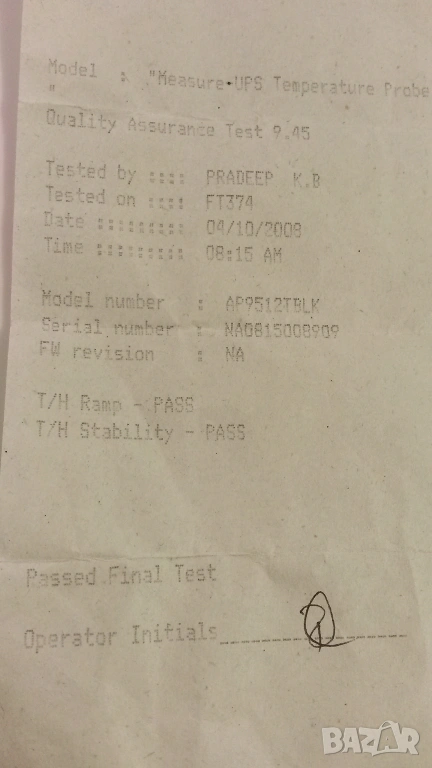 Model : "Measure-UPS Temperature Probe
"
Quality Assurance Test 9.45
Tested by :::: PRADEEP K.B
Tested on :::: FT374
Date ::::::::: 04/10/2008
Time ::::::::: 08:15 AM
Model number : AP9512TBLK
Serial number : NA0815008909
FW revision : NA
T/H Ramp - PASS
T/H Stability - PASS
Passed Final Test
Operator Initials
BAZAR